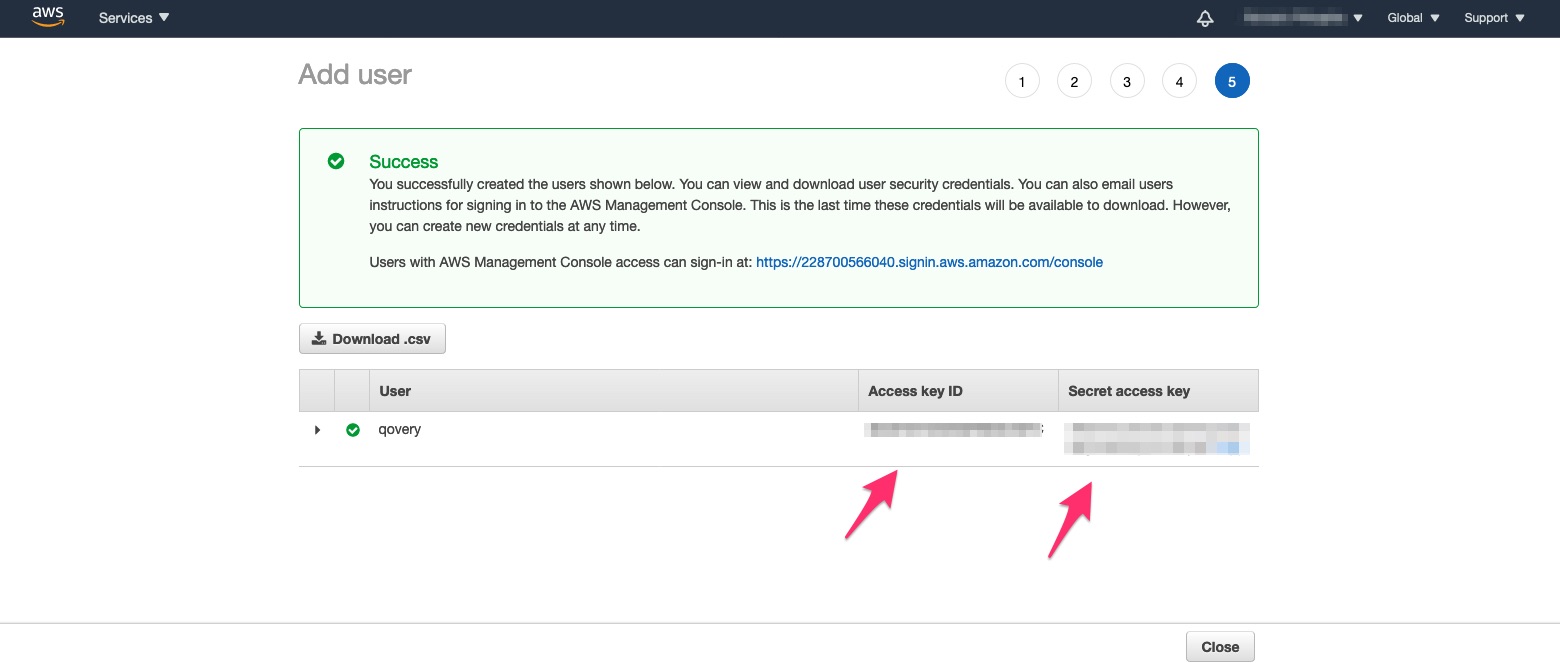 aws
Services
Global
Support
Add user
1 2 3 4 5
Success
You successfully created the users shown below. You can view and download user security credentials. You can also email users
instructions for signing in to the AWS Management Console. This is the last time these credentials will be available to download. However,
you can create new credentials at any time.
Users with AWS Management Console access can sign-in at: https://228700566040.signin.aws.amazon.com/console
Download .csv
User Access key ID Secret access key
qovery
Close